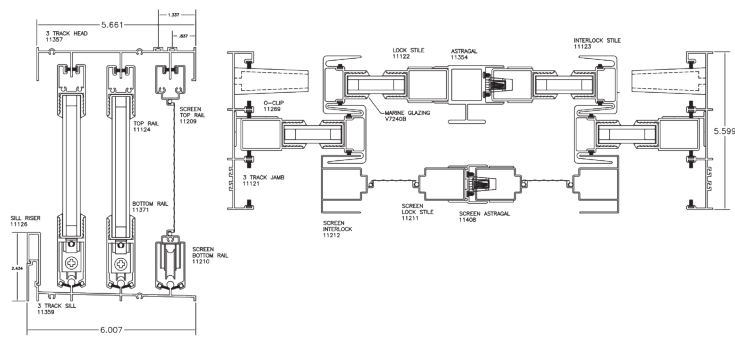 5.661
1.337
.637
3 TRACK HEAD
11357
SCREEN
TOP RAIL
11209
TOP RAIL
11124
BOTTOM RAIL
11371
SILL RISER
11126
2.434
SCREEN
BOTTOM RAIL
11210
3 TRACK SILL
11359
6.007
LOCK STILE
11122
ASTRAGAL
11354
INTERLOCK STILE
11123
O-CLIP
11269
MARINE GLAZING
V7240B
3 TRACK JAMB
11121
5.599
SCREEN
INTERLOCK
11212
SCREEN
LOCK STILE
11211
SCREEN ASTRAGAL
11408